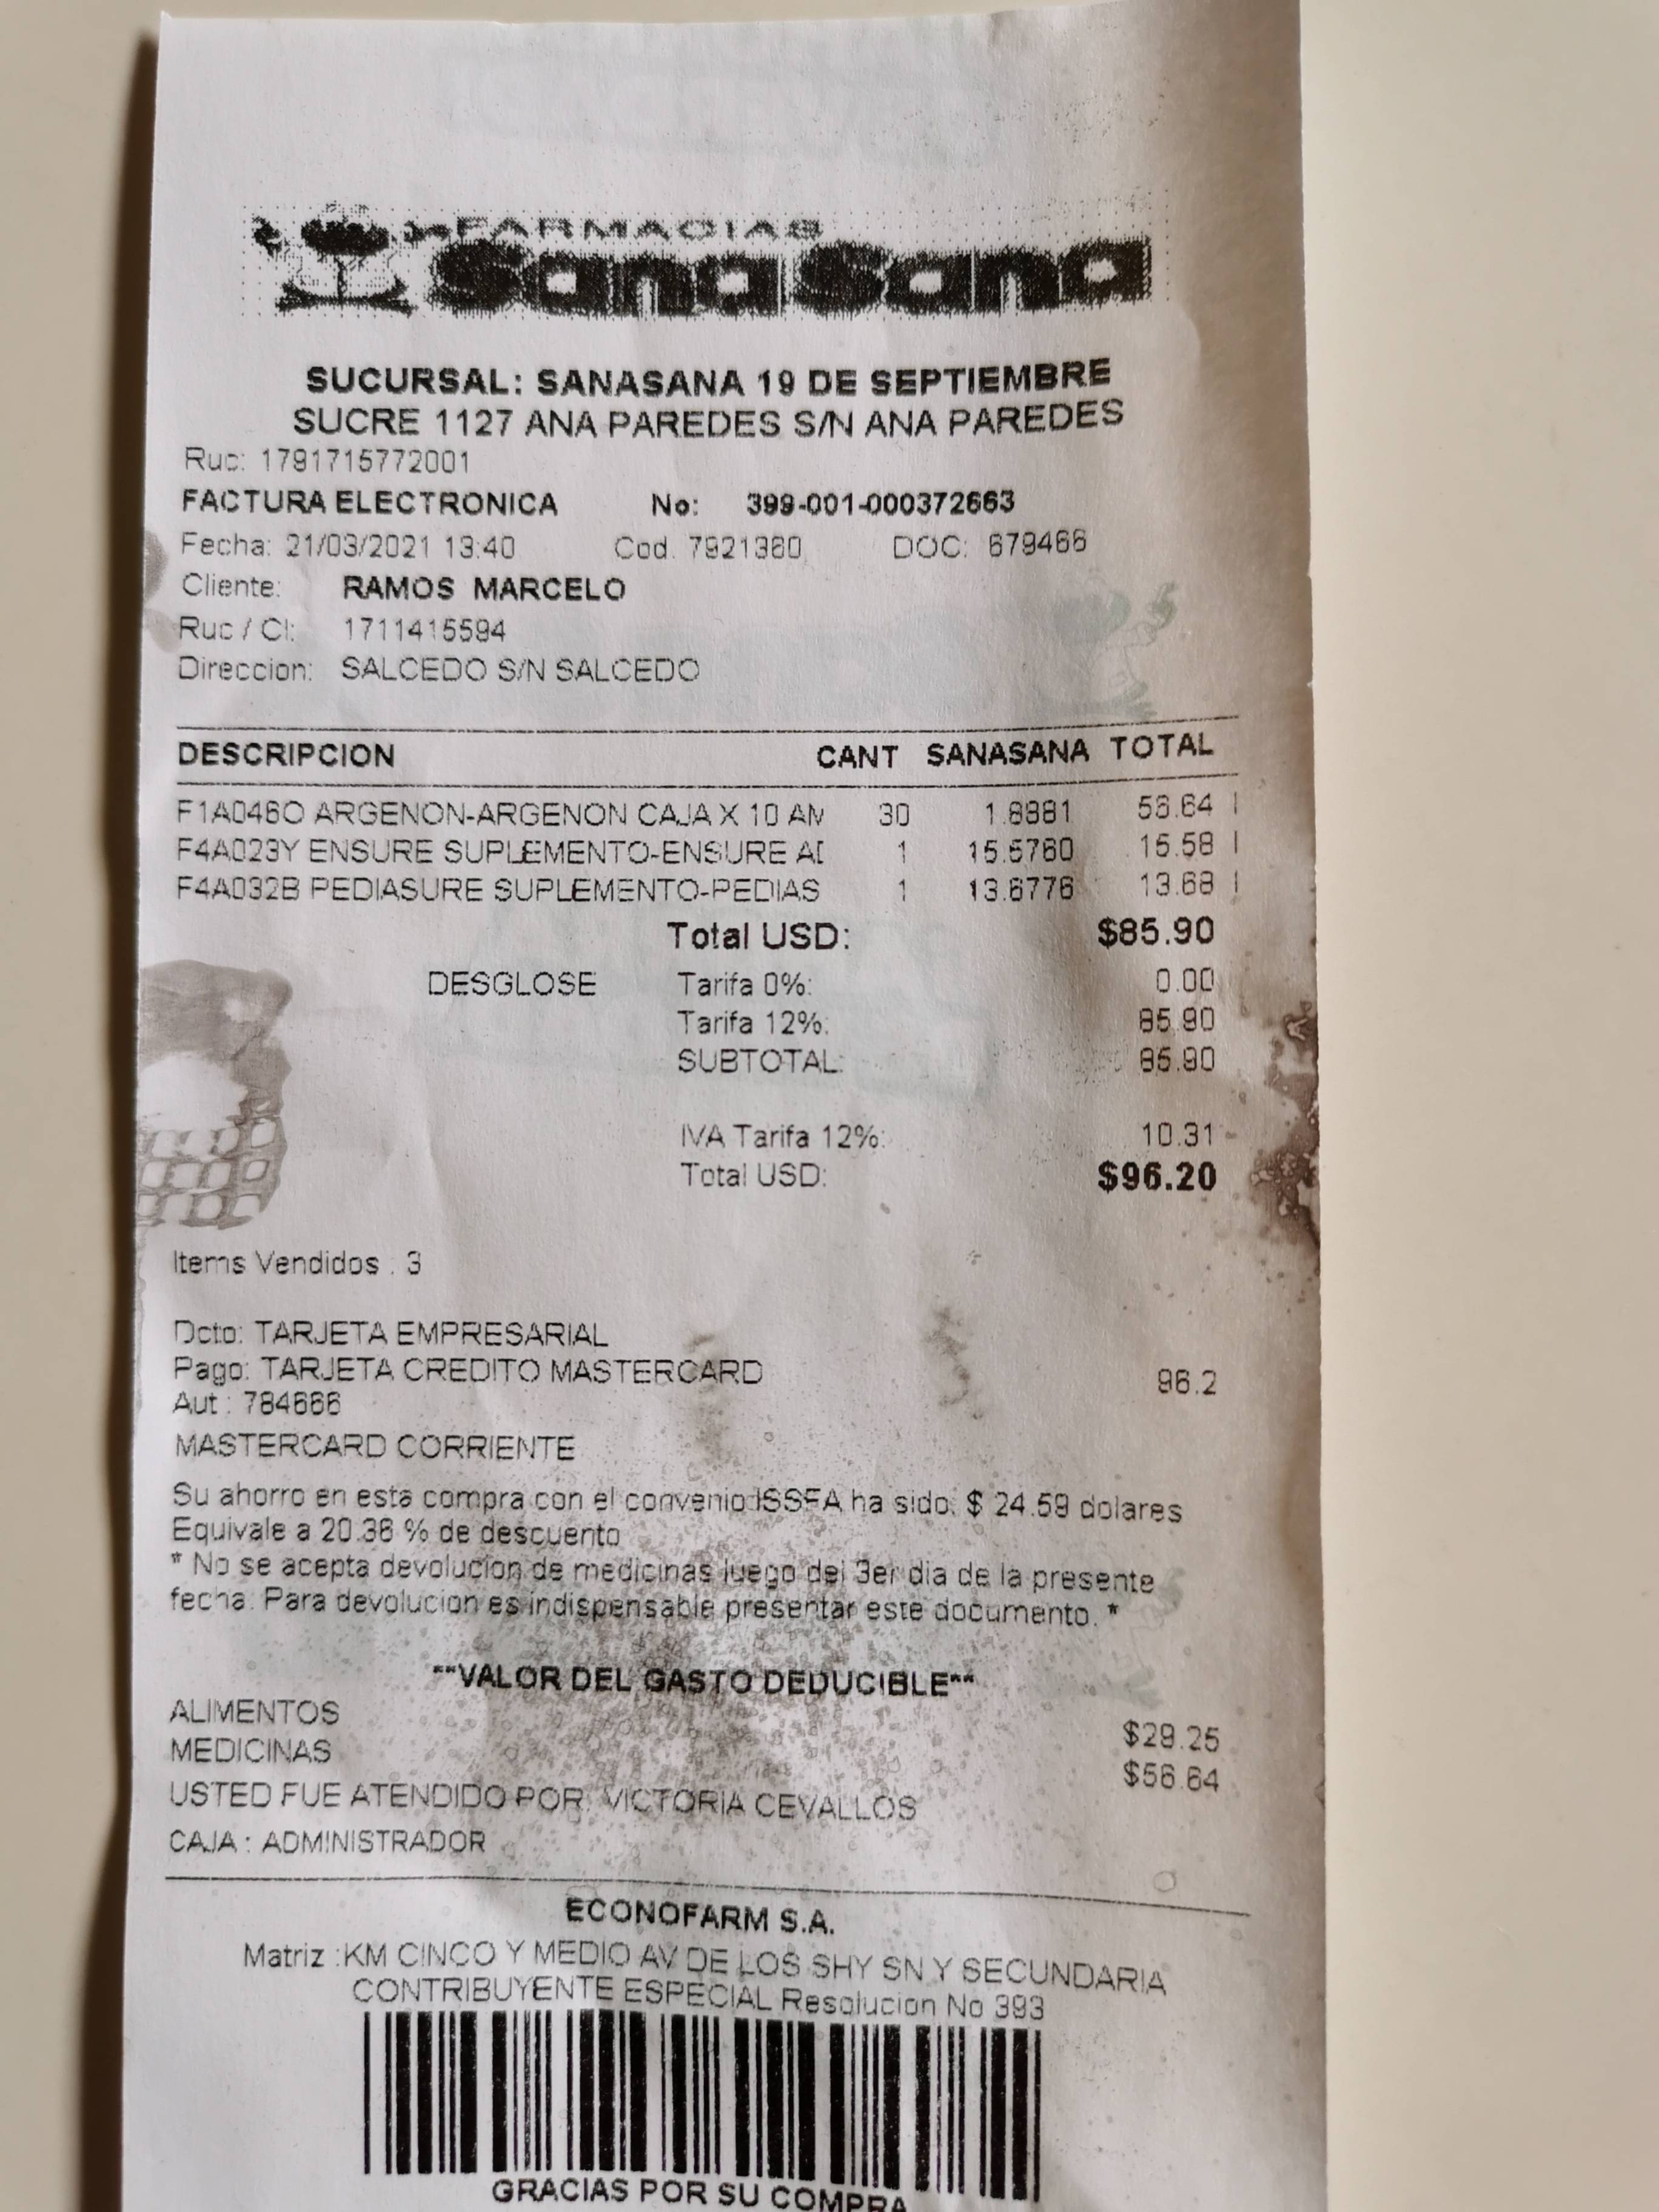 FARMACIAS
SanaSana
SUCURSAL: SANASANA 19 DE SEPTIEMBRE
SUCRE 1127 ANA PAREDES S/N ANA PAREDES
Ruc: 1791715772001
FACTURA ELECTRONICA No: 399-001-000372663
Fecha: 21/03/2021 13:40 Cod. 7921360 DOC: 679466
Cliente: RAMOS MARCELO
Ruc / CI: 1711415594
Direccion: SALCEDO S/N SALCEDO
DESCRIPCION CANT SANASANA TOTAL
F1A046O ARGENON-ARGENON CAJA X 10 AM 30 1.8881 56.64 I
F4A023Y ENSURE SUPLEMENTO-ENSURE AD 1 15.5760 15.58 I
F4A032B PEDIASURE SUPLEMENTO-PEDIAS 1 13.6776 13.68 I
Total USD: $85.90
DESGLOSE Tarifa 0%: 0.00
Tarifa 12%: 85.90
SUBTOTAL: 85.90
IVA Tarifa 12%: 10.31
Total USD: $96.20
Items Vendidos : 3
Dcto: TARJETA EMPRESARIAL
Pago: TARJETA CREDITO MASTERCARD 96.2
Aut : 784666
MASTERCARD CORRIENTE
Su ahorro en esta compra con el convenio ISSFA ha sido: $ 24.59 dolares
Equivale a 20.36 % de descuento
* No se acepta devolucion de medicinas luego del 3er dia de la presente
fecha. Para devolucion es indispensable presentar este documento. *
**VALOR DEL GASTO DEDUCIBLE**
ALIMENTOS $29.25
MEDICINAS $56.64
USTED FUE ATENDIDO POR: VICTORIA CEVALLOS
CAJA : ADMINISTRADOR
ECONOFARM S.A.
Matriz :KM CINCO Y MEDIO AV DE LOS SHY SN Y SECUNDARIA
CONTRIBUYENTE ESPECIAL Resolucion No 393
GRACIAS POR SU COMPRA